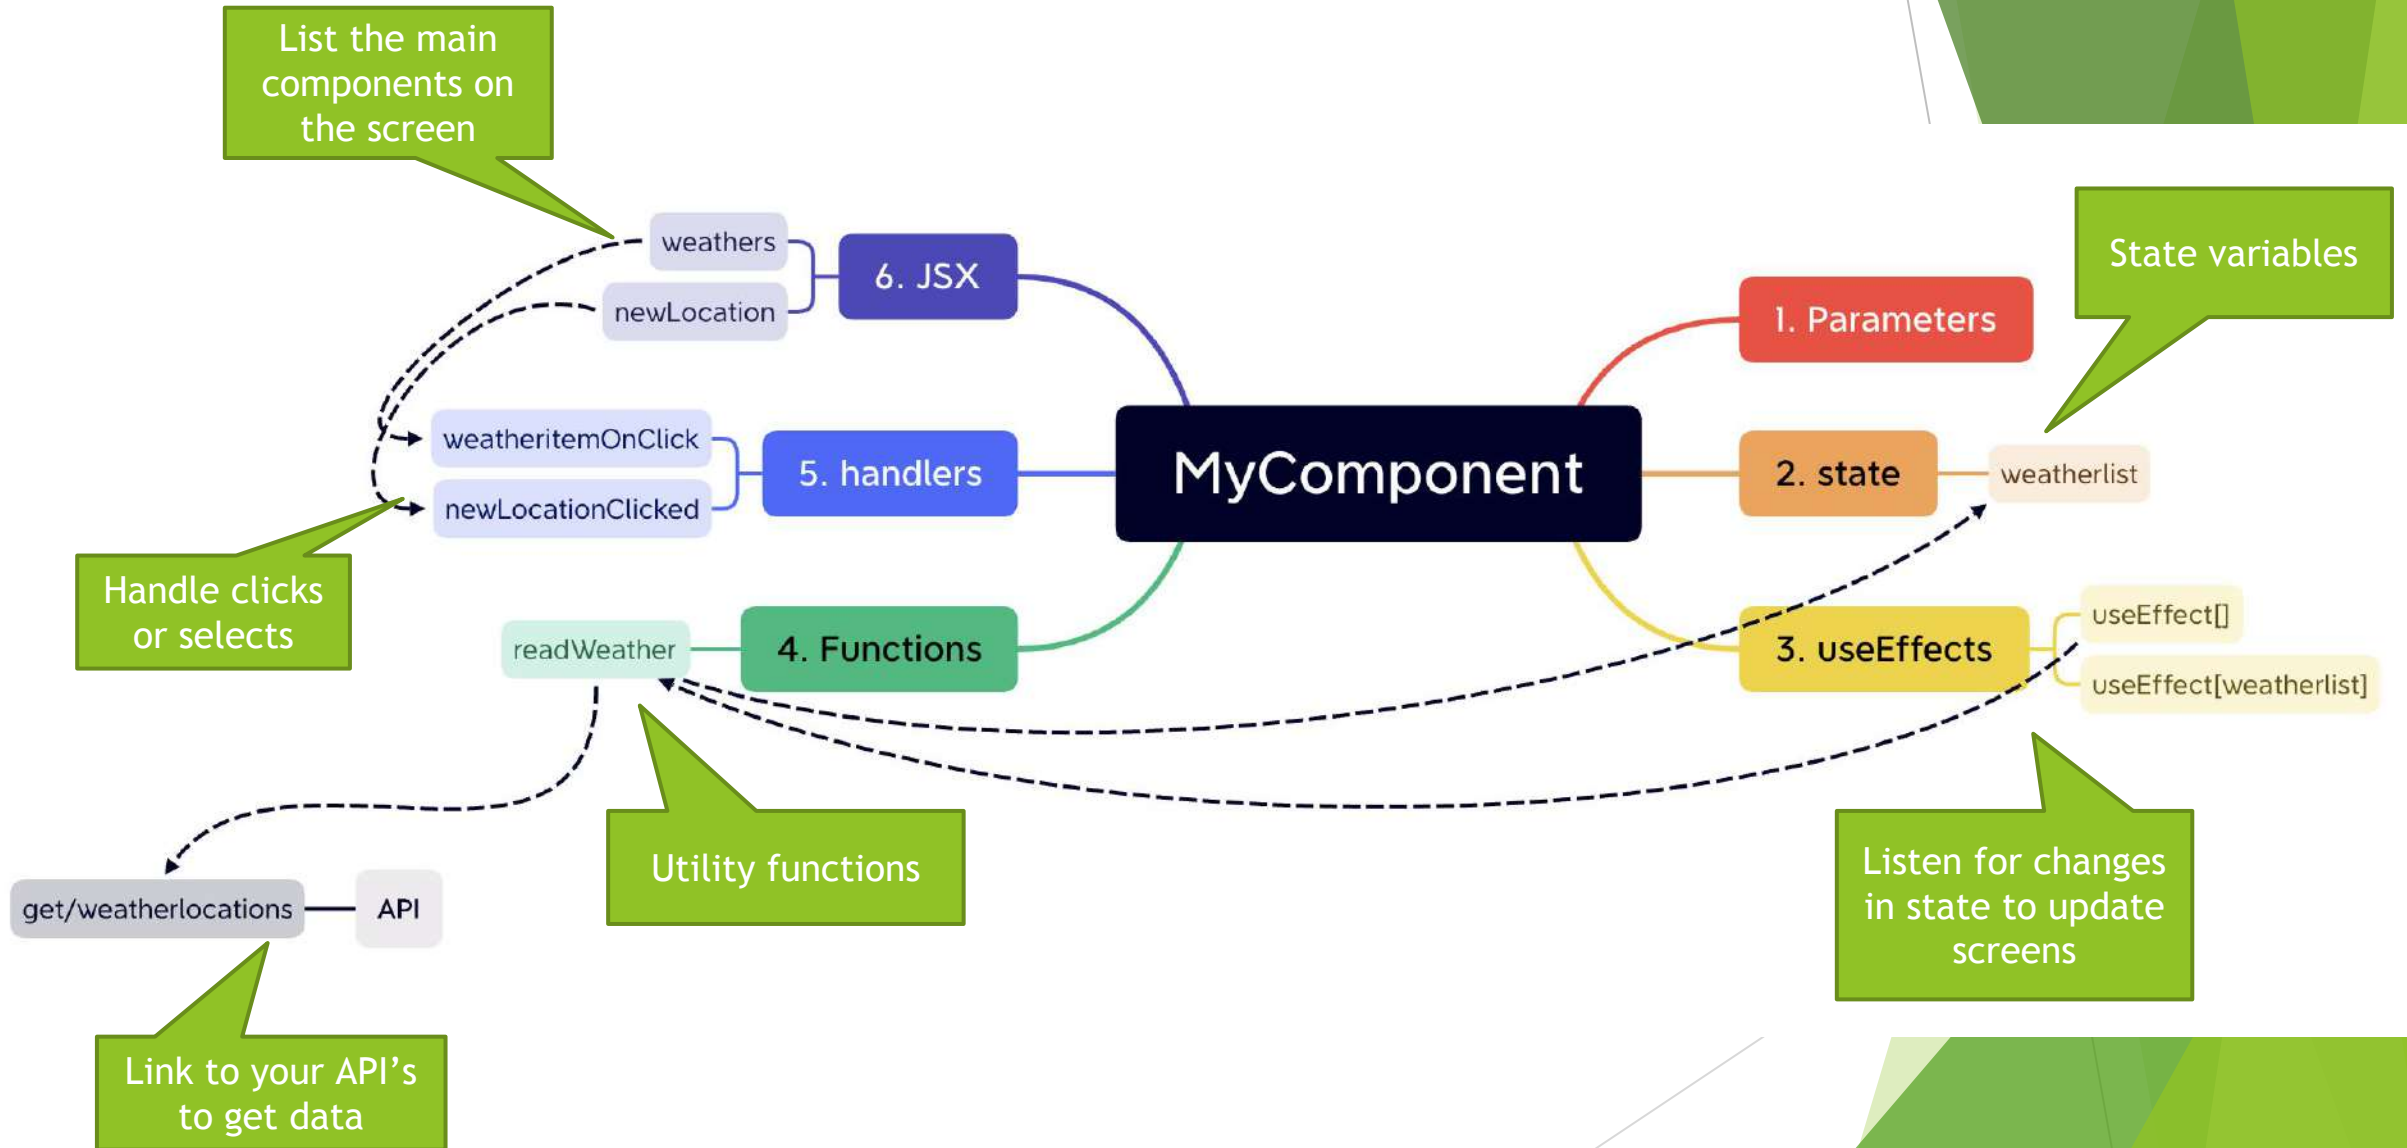 List the main
components on
the screen
weathers
newLocation
6. JSX
weatheritemOnClick
newLocationClicked
5. handlers
Handle clicks
or selects
readWeather
4. Functions
MyComponent
1. Parameters
State variables
2. state
weatherlist
3. useEffects
useEffect[]
useEffect[weatherlist]
Utility functions
Listen for changes
in state to update
screens
get/weatherlocations
API
Link to your API’s
to get data